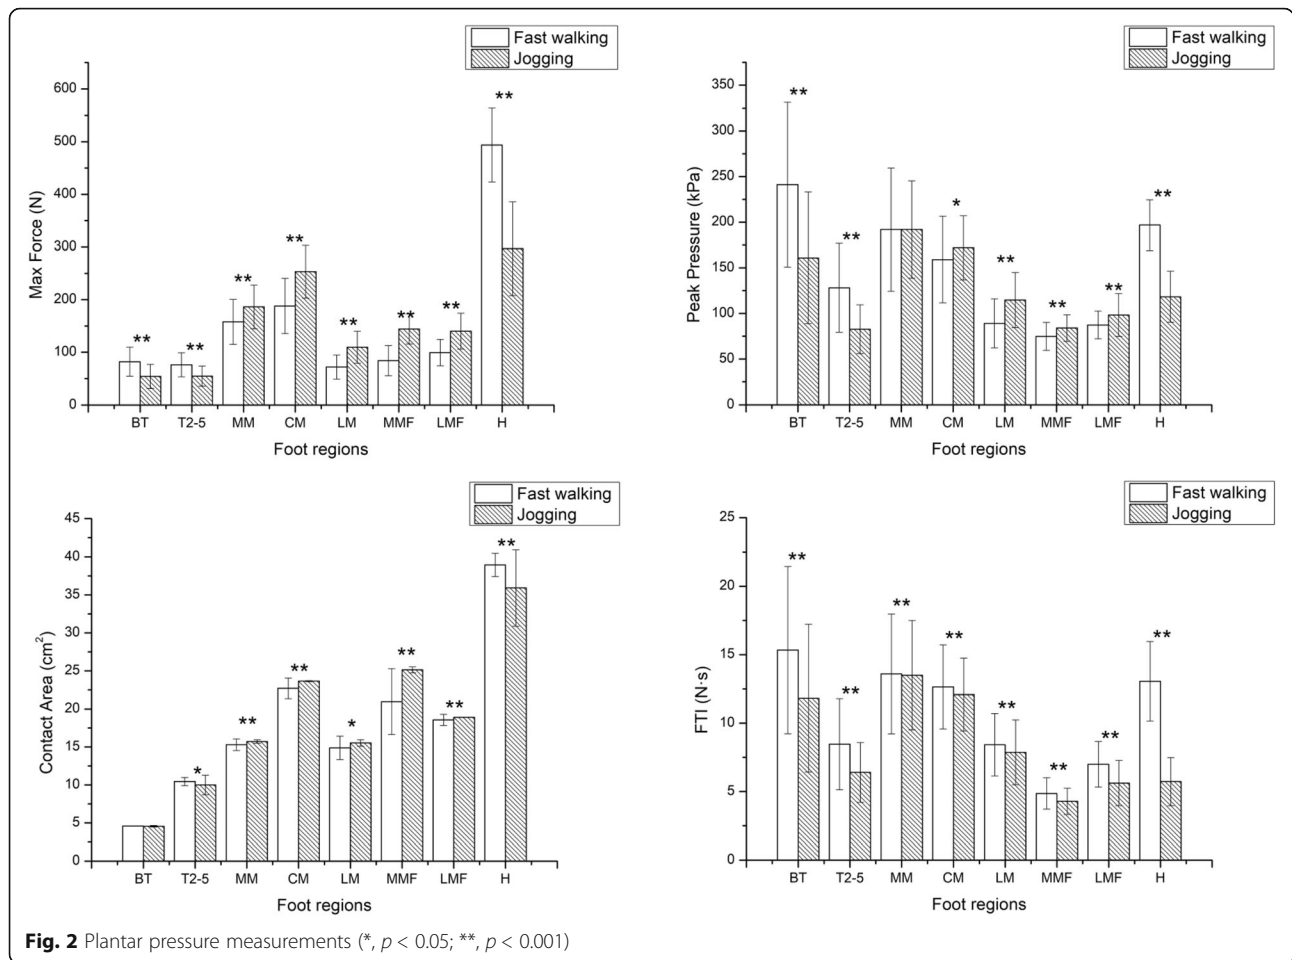 Fast walking
Jogging
600
500
400
300
200
100
0
Max Force (N)
**
**
**
**
**
**
**
**
BT T2-5 MM CM LM MMF LMF H
Foot regions
Fast walking
Jogging
350
300
250
200
150
100
50
0
Peak Pressure (kPa)
**
**
*
**
**
**
**
BT T2-5 MM CM LM MMF LMF H
Foot regions
Fast walking
Jogging
45
40
35
30
25
20
15
10
5
0
Contact Area (cm²)
*
**
**
*
**
**
**
BT T2-5 MM CM LM MMF LMF H
Foot regions
Fast walking
Jogging
25
20
15
10
5
0
FTI (N·s)
**
**
**
**
**
**
**
**
BT T2-5 MM CM LM MMF LMF H
Foot regions
Fig. 2 Plantar pressure measurements (*, p < 0.05; **, p < 0.001)